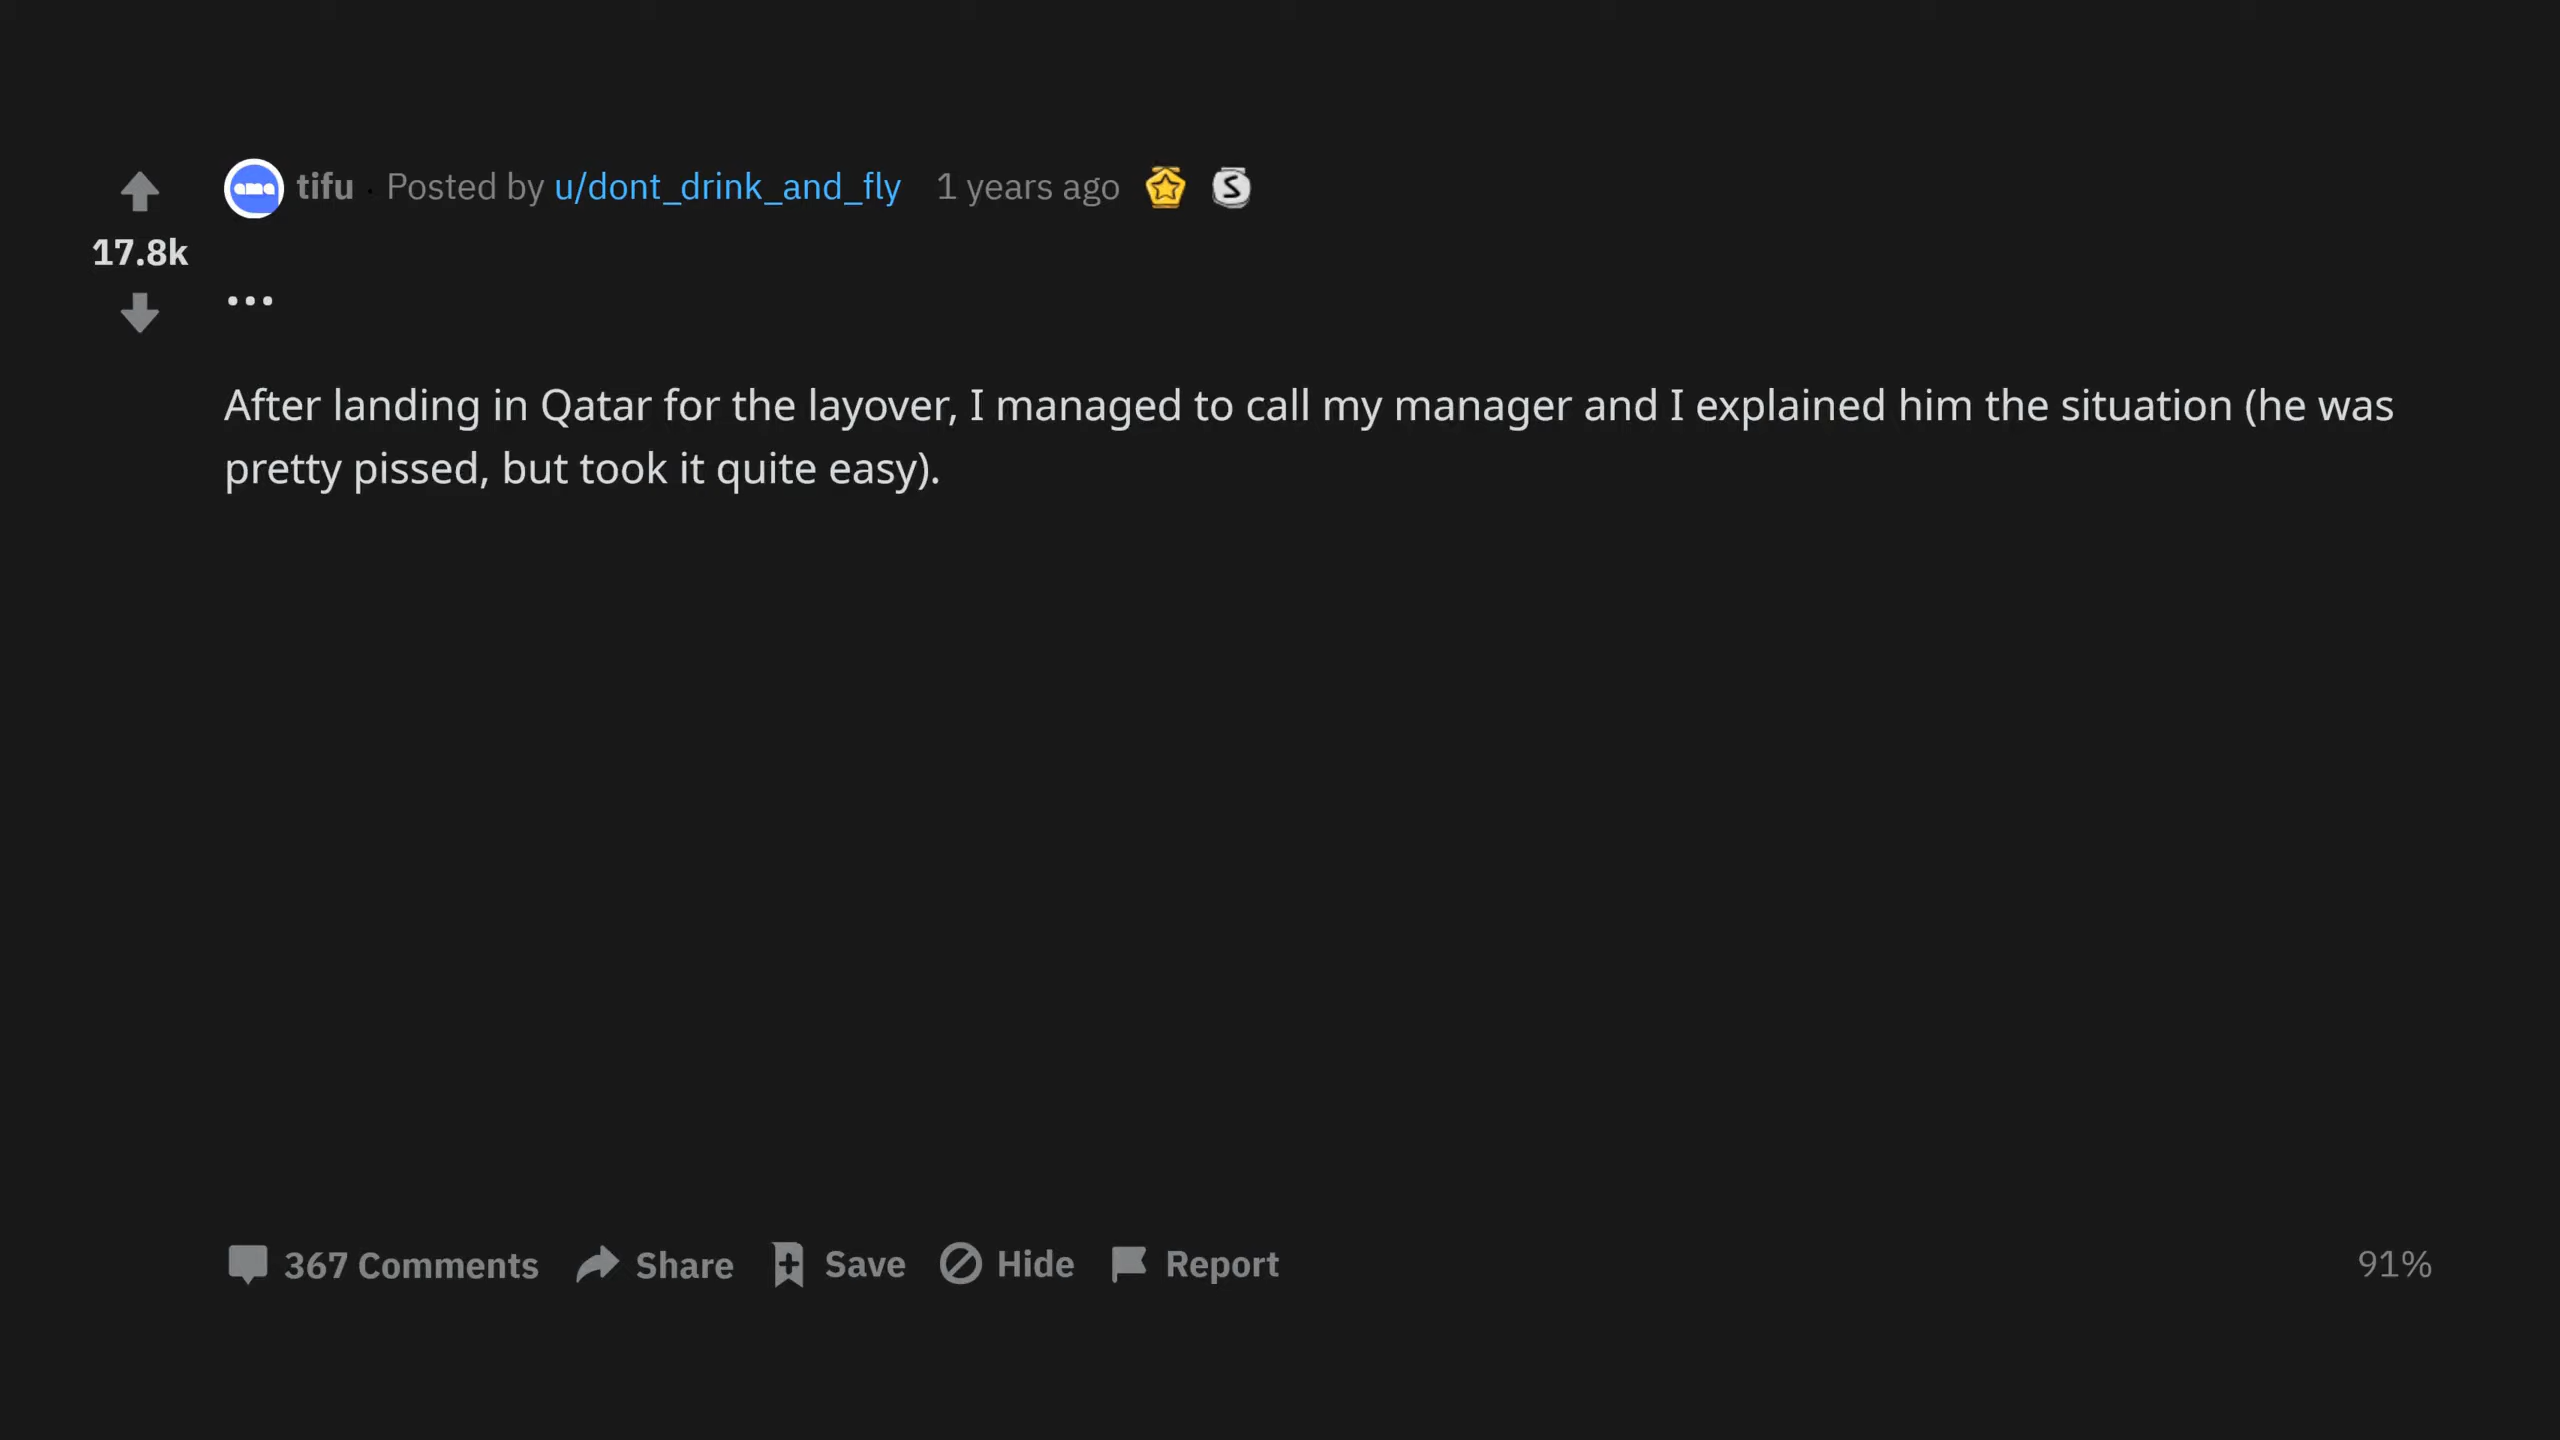 ama tifu · Posted by u/dont_drink_and_fly 1 years ago S
17.8k
...
After landing in Qatar for the layover, I managed to call my manager and I explained him the situation (he was
pretty pissed, but took it quite easy).
367 Comments Share Save Hide Report 91%